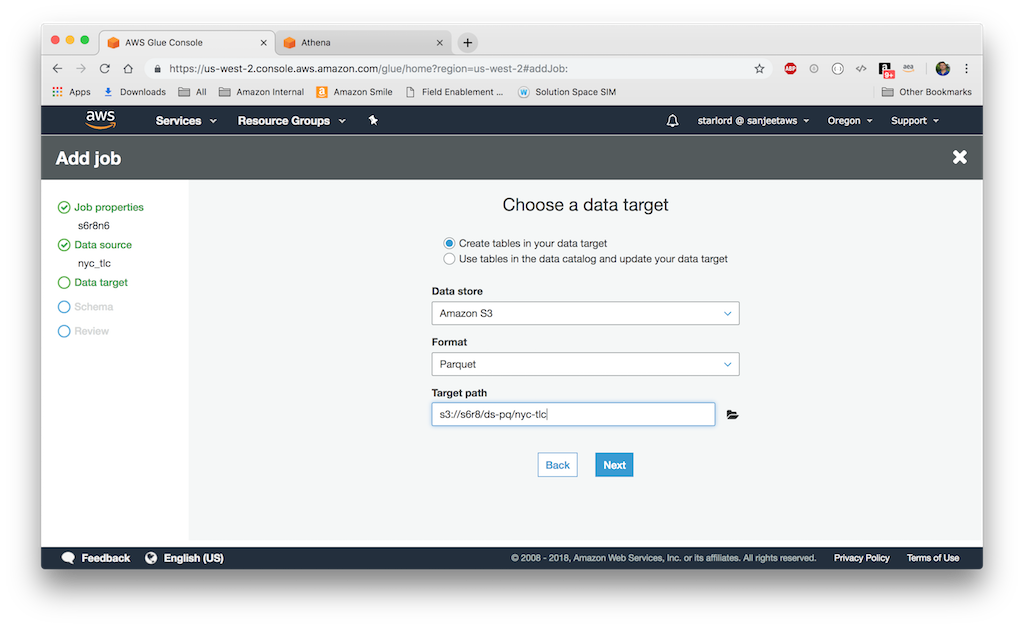 AWS Glue Console
Athena
https://us-west-2.console.aws.amazon.com/glue/home?region=us-west-2#addJob:
ABP
g+
aea
Apps
Downloads
All
Amazon Internal
Amazon Smile
Field Enablement ...
Solution Space SIM
Other Bookmarks
aws
Services
Resource Groups
starlord @ sanjeetaws
Oregon
Support
Add job
Job properties
s6r8n6
Data source
nyc_tlc
Data target
Schema
Review
Choose a data target
Create tables in your data target
Use tables in the data catalog and update your data target
Data store
Amazon S3
Format
Parquet
Target path
s3://s6r8/ds-pq/nyc-tlc
Back
Next
Feedback
English (US)
© 2008 - 2018, Amazon Web Services, Inc. or its affiliates. All rights reserved.
Privacy Policy
Terms of Use